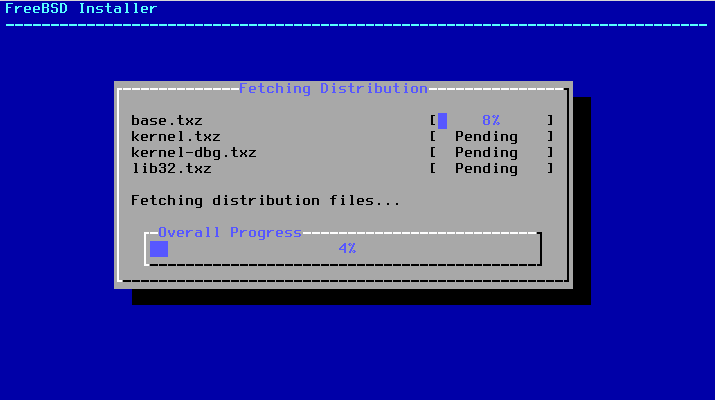 FreeBSD Installer
Fetching Distribution
base.txz [ 8% ]
kernel.txz [ Pending ]
kernel-dbg.txz [ Pending ]
lib32.txz [ Pending ]
Fetching distribution files...
Overall Progress
4%